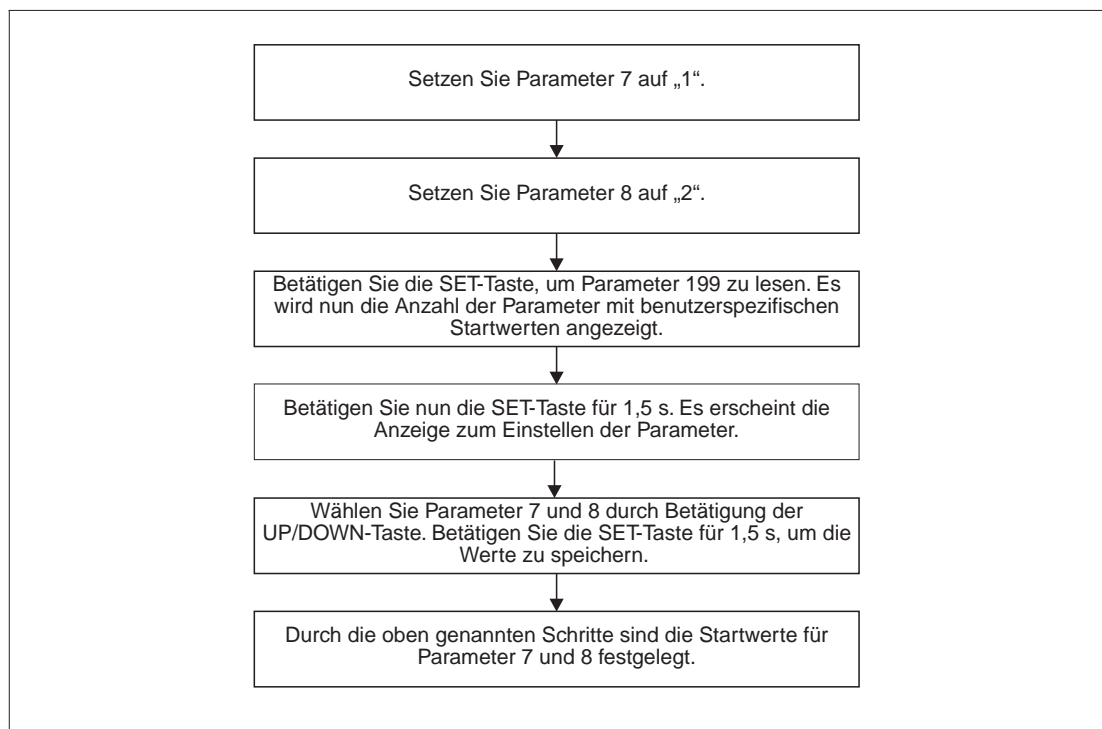 Setzen Sie Parameter 7 auf „1“.
Setzen Sie Parameter 8 auf „2“.
Betätigen Sie die SET-Taste, um Parameter 199 zu lesen. Es
wird nun die Anzahl der Parameter mit benutzerspezifischen
Startwerten angezeigt.
Betätigen Sie nun die SET-Taste für 1,5 s. Es erscheint die
Anzeige zum Einstellen der Parameter.
Wählen Sie Parameter 7 und 8 durch Betätigung der
UP/DOWN-Taste. Betätigen Sie die SET-Taste für 1,5 s, um die
Werte zu speichern.
Durch die oben genannten Schritte sind die Startwerte für
Parameter 7 und 8 festgelegt.